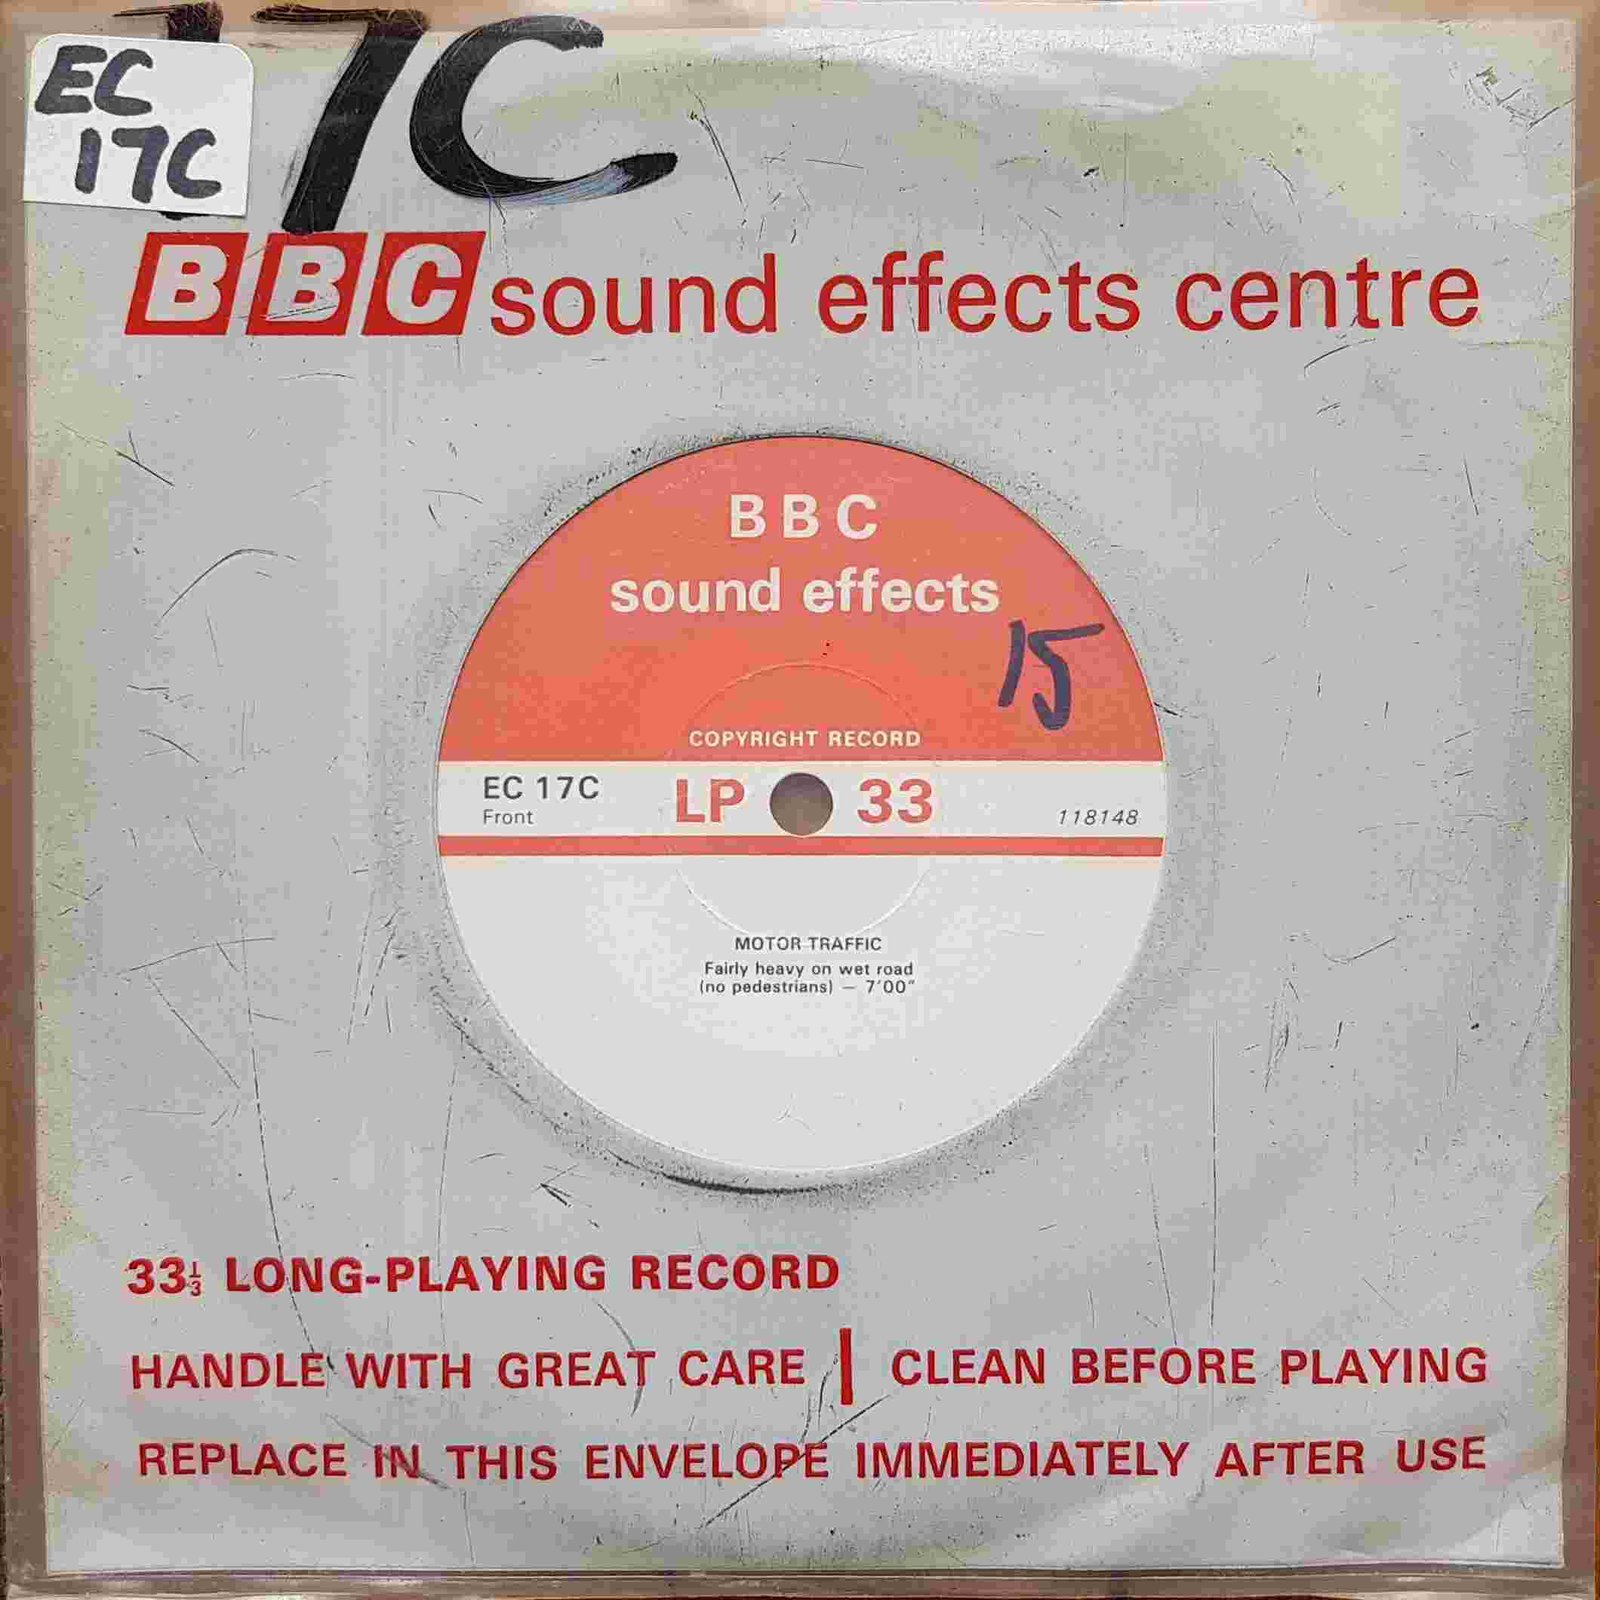 17C
EC
17C
BBC sound effects centre
BBC
sound effects
15
COPYRIGHT RECORD
EC 17C
Front
LP 33
118148
MOTOR TRAFFIC
Fairly heavy on wet road
(no pedestrians) — 7'00"
33⅓ LONG-PLAYING RECORD
HANDLE WITH GREAT CARE | CLEAN BEFORE PLAYING
REPLACE IN THIS ENVELOPE IMMEDIATELY AFTER USE